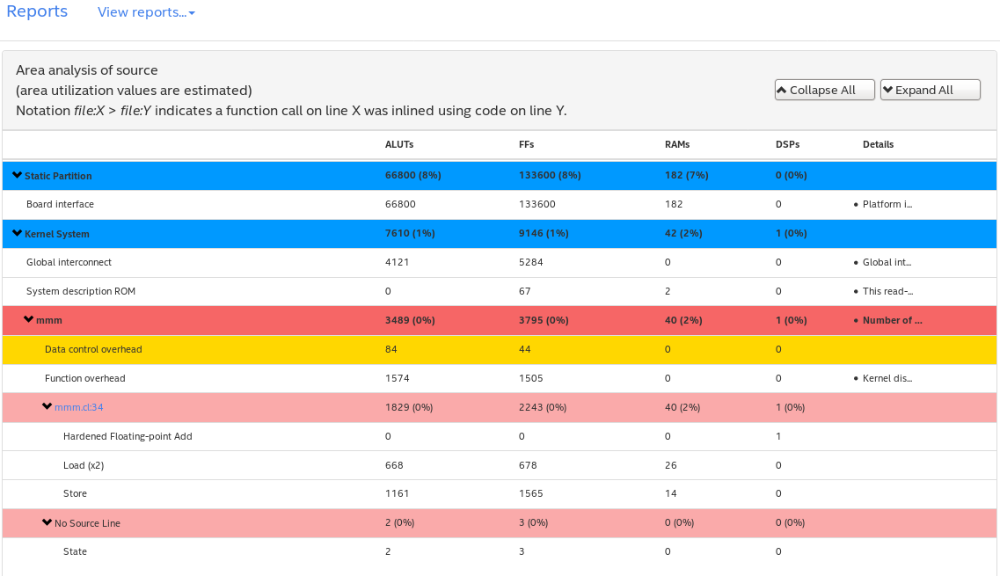 Reports View reports...
Area analysis of source
(area utilization values are estimated)
Notation file:X > file:Y indicates a function call on line X was inlined using code on line Y.
Collapse All Expand All
ALUTs FFs RAMs DSPs Details
Static Partition 66800 (8%) 133600 (8%) 182 (7%) 0 (0%)
Board interface 66800 133600 182 0 • Platform i...
Kernel System 7610 (1%) 9146 (1%) 42 (2%) 1 (0%)
Global interconnect 4121 5284 0 0 • Global int...
System description ROM 0 67 2 0 • This read-...
mmm 3489 (0%) 3795 (0%) 40 (2%) 1 (0%) • Number of ...
Data control overhead 84 44 0 0
Function overhead 1574 1505 0 0 • Kernel dis...
mmm.cl:34 1829 (0%) 2243 (0%) 40 (2%) 1 (0%)
Hardened Floating-point Add 0 0 0 1
Load (x2) 668 678 26 0
Store 1161 1565 14 0
No Source Line 2 (0%) 3 (0%) 0 (0%) 0 (0%)
State 2 3 0 0